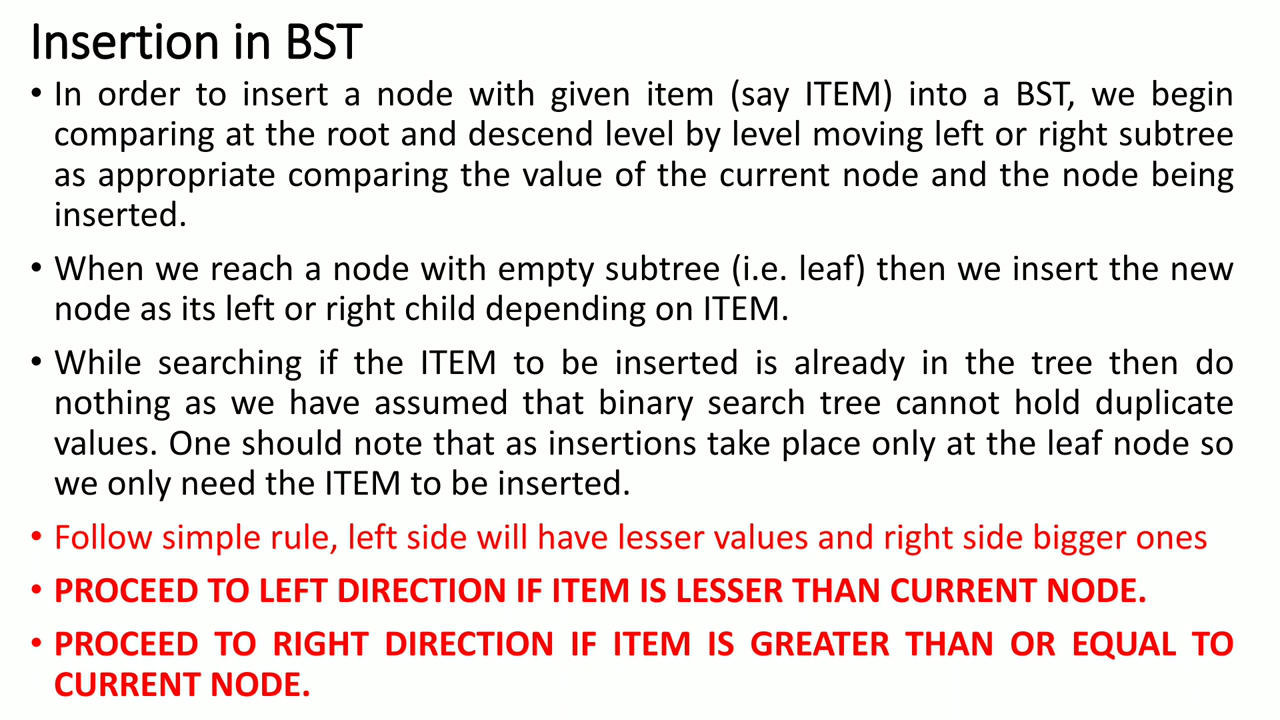 Insertion in BST
• In order to insert a node with given item (say ITEM) into a BST, we begin
comparing at the root and descend level by level moving left or right subtree
as appropriate comparing the value of the current node and the node being
inserted.
• When we reach a node with empty subtree (i.e. leaf) then we insert the new
node as its left or right child depending on ITEM.
• While searching if the ITEM to be inserted is already in the tree then do
nothing as we have assumed that binary search tree cannot hold duplicate
values. One should note that as insertions take place only at the leaf node so
we only need the ITEM to be inserted.
• Follow simple rule, left side will have lesser values and right side bigger ones
• PROCEED TO LEFT DIRECTION IF ITEM IS LESSER THAN CURRENT NODE.
• PROCEED TO RIGHT DIRECTION IF ITEM IS GREATER THAN OR EQUAL TO
CURRENT NODE.